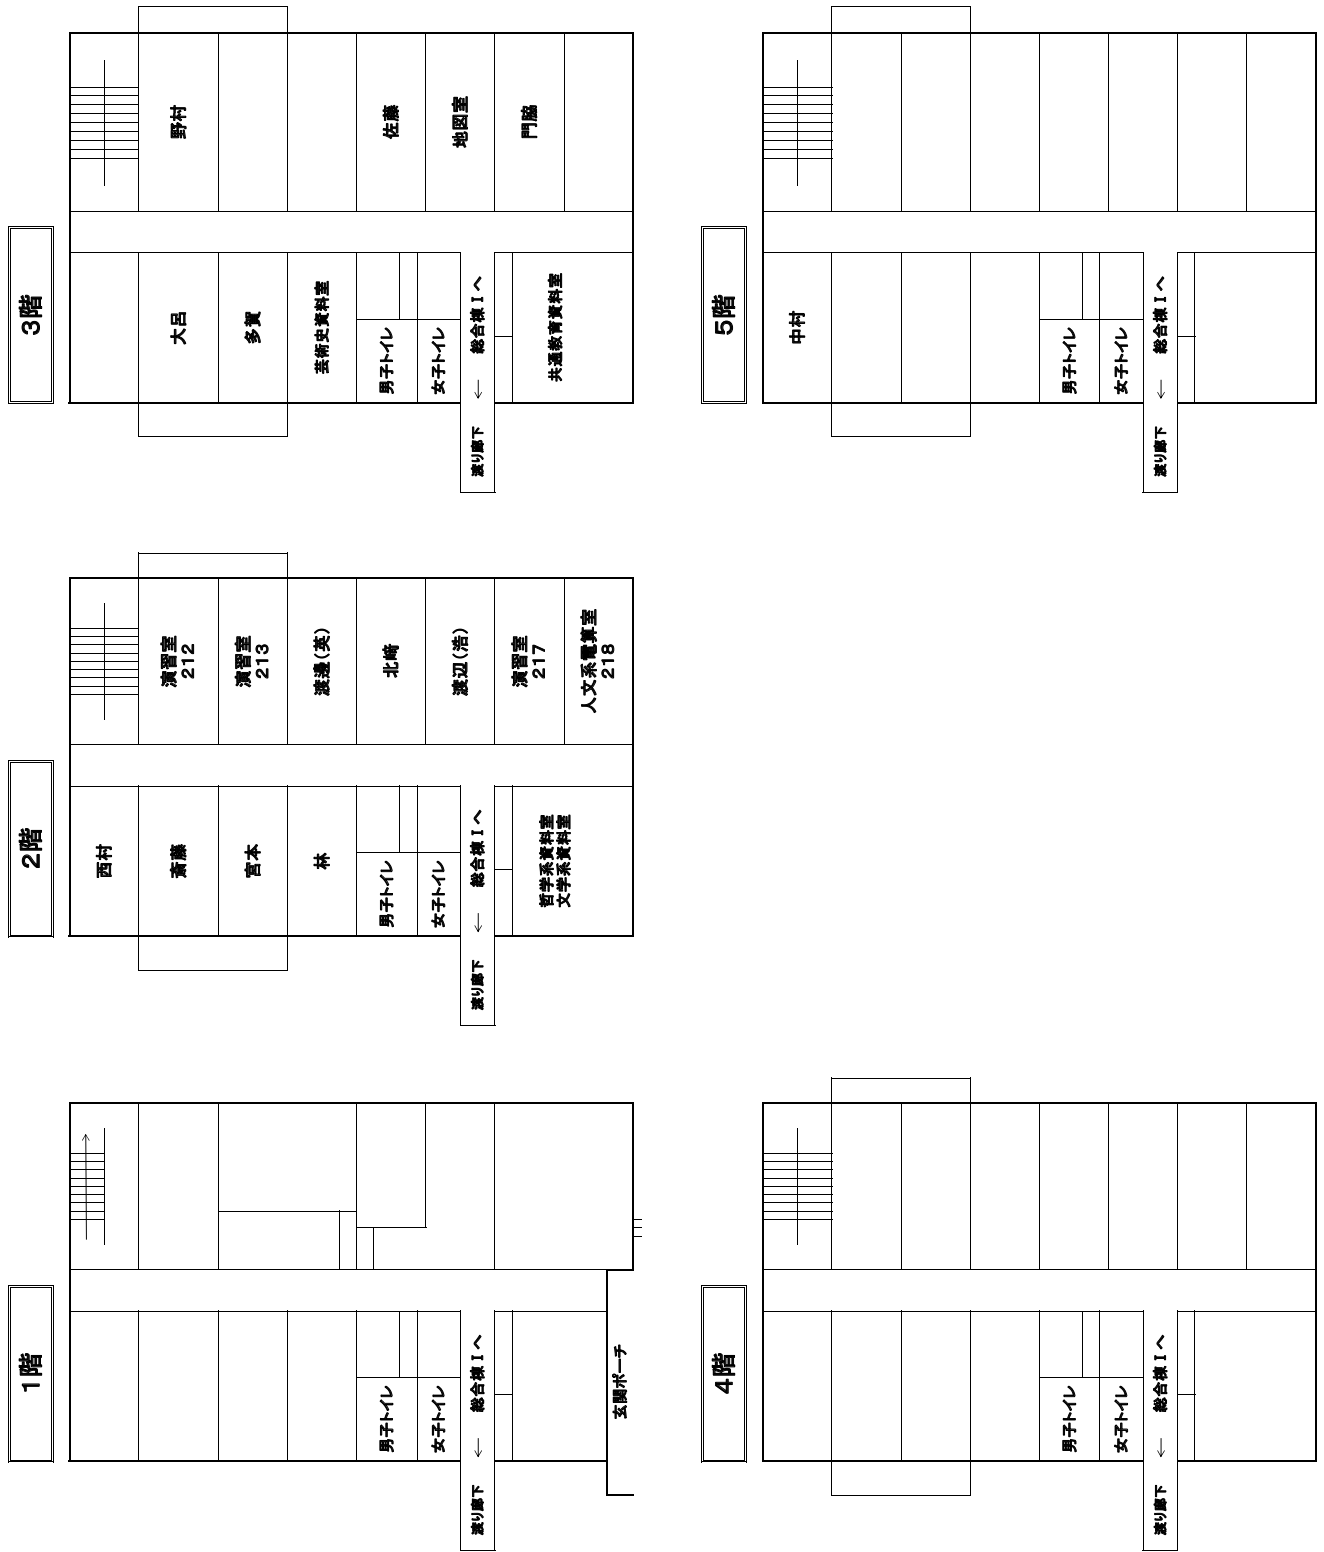 3階
野村
佐藤
地図室
門脇
大呂
多賀
芸術史資料室
男子トイレ
女子トイレ
総合棟Ⅰへ
←
渡り廊下
共通教育資料室
5階
中村
男子トイレ
女子トイレ
総合棟Ⅰへ
←
渡り廊下
2階
演習室
212
演習室
213
渡邊(英)
北﨑
渡辺(浩)
演習室
217
人文系電算室
218
西村
斎藤
宮本
林
男子トイレ
女子トイレ
総合棟Ⅰへ
←
渡り廊下
哲学系資料室
文学系資料室
1階
男子トイレ
女子トイレ
総合棟Ⅰへ
←
渡り廊下
玄関ポーチ
4階
男子トイレ
女子トイレ
総合棟Ⅰへ
←
渡り廊下